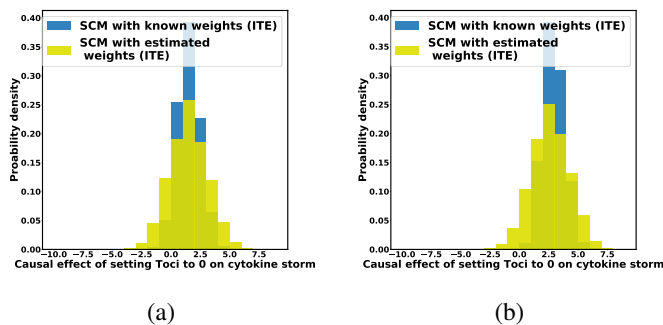 SCM with known weights (ITE)
SCM with estimated
weights (ITE)
0.40
0.35
0.30
0.25
0.20
0.15
0.10
0.05
0.00
Proability density
−10.0 −7.5 −5.0 −2.5 0.0 2.5 5.0 7.5
Causal effect of setting Toci to 0 on cytokine storm
(a)
SCM with known weights (ITE)
SCM with estimated
weights (ITE)
0.40
0.35
0.30
0.25
0.20
0.15
0.10
0.05
0.00
Proability density
−10.0 −7.5 −5.0 −2.5 0.0 2.5 5.0 7.5
Causal effect of setting Toci to 0 on cytokine storm
(b)